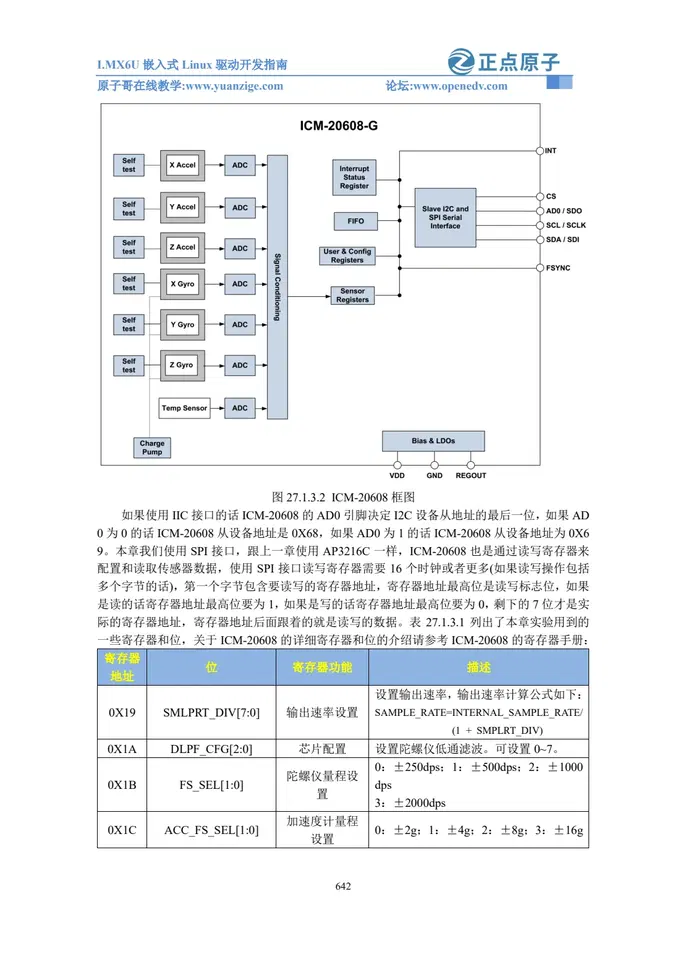 I.MX6U 嵌入式 Linux 驱动开发指南
正点原子
原子哥在线教学:www.yuanzige.com
论坛:www.openedv.com
ICM-20608-G
Self test
X Accel
ADC
Self test
Y Accel
ADC
Self test
Z Accel
ADC
Self test
X Gyro
ADC
Self test
Y Gyro
ADC
Self test
Z Gyro
ADC
Temp Sensor
ADC
Charge Pump
Signal Conditioning
Interrupt Status Register
FIFO
User & Config Registers
Sensor Registers
Slave I2C and SPI Serial Interface
INT
CS
AD0 / SDO
SCL / SCLK
SDA / SDI
FSYNC
Bias & LDOs
VDD
GND
REGOUT
图 27.1.3.2 ICM-20608 框图
如果使用 IIC 接口的话 ICM-20608 的 AD0 引脚决定 I2C 设备从地址的最后一位，如果 AD
0 为 0 的话 ICM-20608 从设备地址是 0X68，如果 AD0 为 1 的话 ICM-20608 从设备地址为 0X6
9。本章我们使用 SPI 接口，跟上一章使用 AP3216C 一样，ICM-20608 也是通过读写寄存器来
配置和读取传感器数据，使用 SPI 接口读写寄存器需要 16 个时钟或者更多(如果读写操作包括
多个字节的话)，第一个字节包含要读写的寄存器地址，寄存器地址最高位是读写标志位，如果
是读的话寄存器地址最高位要为 1，如果是写的话寄存器地址最高位要为 0，剩下的 7 位才是实
际的寄存器地址，寄存器地址后面跟着的就是读写的数据。表 27.1.3.1 列出了本章实验用到的
一些寄存器和位，关于 ICM-20608 的详细寄存器和位的介绍请参考 ICM-20608 的寄存器手册：
寄存器地址 位 寄存器功能 描述
0X19 SMLPRT_DIV[7:0] 输出速率设置 设置输出速率，输出速率计算公式如下：
SAMPLE_RATE=INTERNAL_SAMPLE_RATE/
(1 + SMPLRT_DIV)
0X1A DLPF_CFG[2:0] 芯片配置 设置陀螺仪低通滤波。可设置 0~7。
0X1B FS_SEL[1:0] 陀螺仪量程设置 0：±250dps；1：±500dps；2：±1000
dps
3：±2000dps
0X1C ACC_FS_SEL[1:0] 加速度计量程设置 0：±2g；1：±4g；2：±8g；3：±16g
642